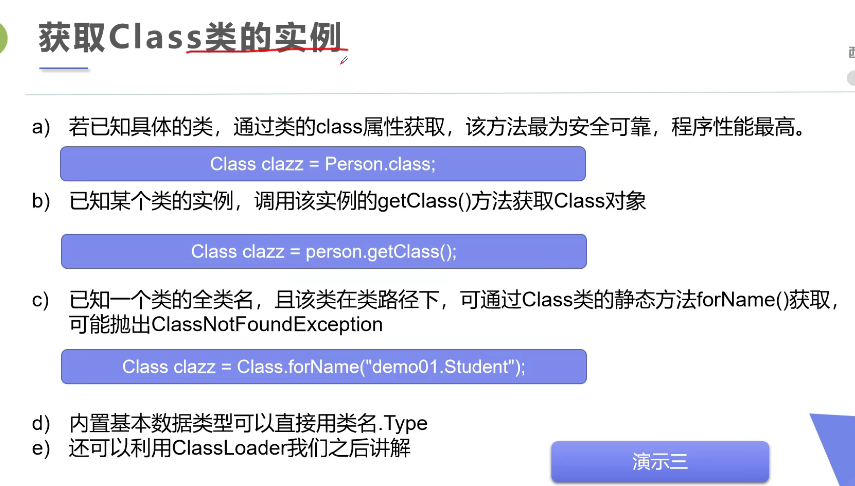 获取Class类的实例
a) 若已知具体的类，通过类的class属性获取，该方法最为安全可靠，程序性能最高。
Class clazz = Person.class;
b) 已知某个类的实例，调用该实例的getClass()方法获取Class对象
Class clazz = person.getClass();
c) 已知一个类的全类名，且该类在类路径下，可通过Class类的静态方法forName()获取，
可能抛出ClassNotFoundException
Class clazz = Class.forName("demo01.Student");
d) 内置基本数据类型可以直接用类名.Type
e) 还可以利用ClassLoader我们之后讲解
演示三